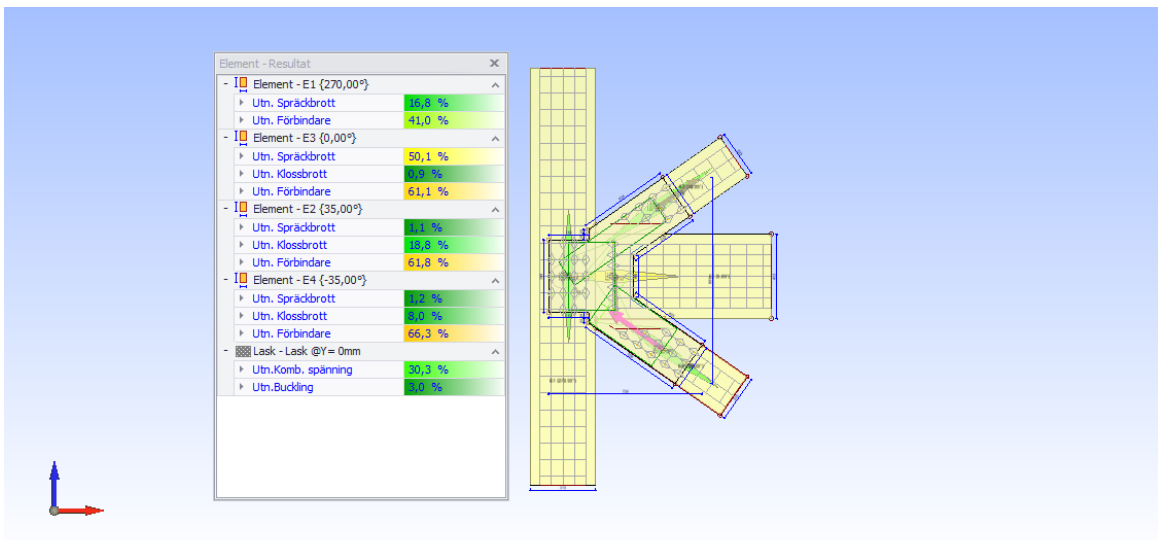 Element - Resultat
Element - E1 {270,00°}
Utn. Spräckbrott 16,8 %
Utn. Förbindare 41,0 %
Element - E3 {0,00°}
Utn. Spräckbrott 50,1 %
Utn. Klossbrott 0,9 %
Utn. Förbindare 61,1 %
Element - E2 {35,00°}
Utn. Spräckbrott 1,1 %
Utn. Klossbrott 18,8 %
Utn. Förbindare 61,8 %
Element - E4 {-35,00°}
Utn. Spräckbrott 1,2 %
Utn. Klossbrott 8,0 %
Utn. Förbindare 66,3 %
Lask - Lask @Y= 0mm
Utn.Komb. spänning 30,3 %
Utn.Buckling 3,0 %